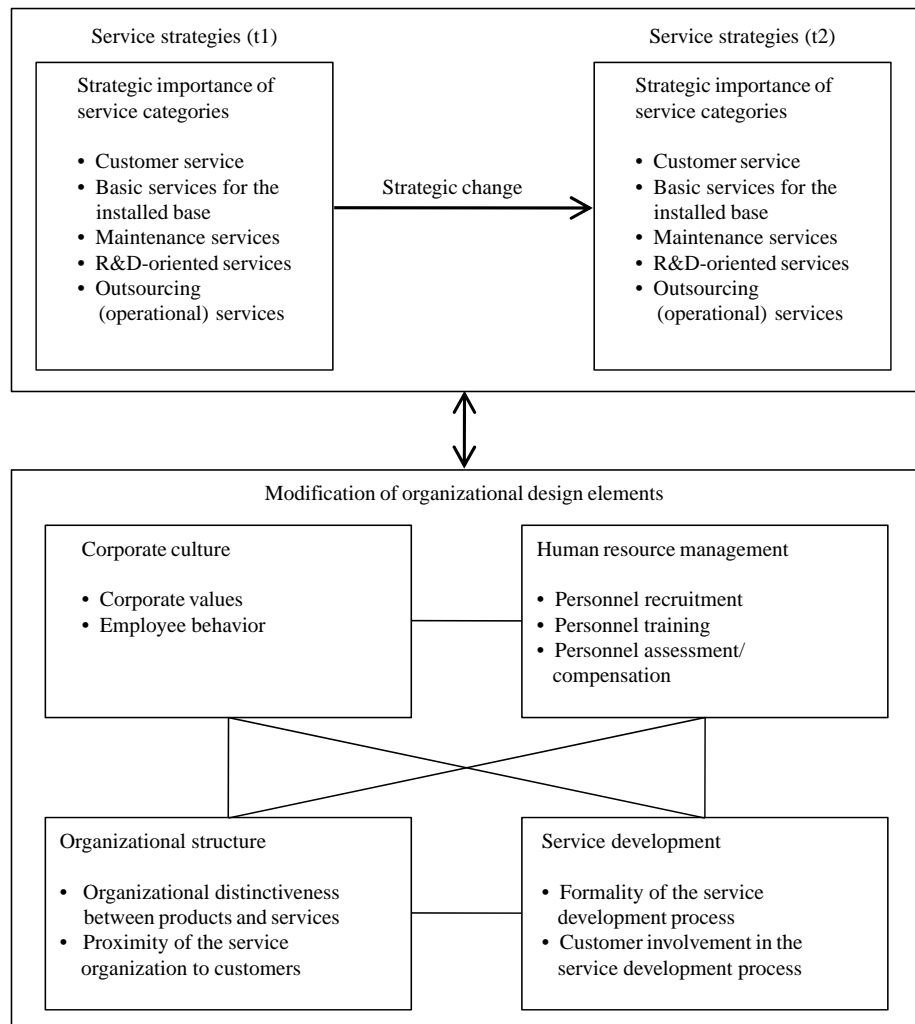 Service strategies (t1)
Strategic importance of
service categories
• Customer service
• Basic services for the
installed base
• Maintenance services
• R&D-oriented services
• Outsourcing
(operational) services
Strategic change
Service strategies (t2)
Strategic importance of
service categories
• Customer service
• Basic services for the
installed base
• Maintenance services
• R&D-oriented services
• Outsourcing
(operational) services
Modification of organizational design elements
Corporate culture
• Corporate values
• Employee behavior
Human resource management
• Personnel recruitment
• Personnel training
• Personnel assessment/
compensation
Organizational structure
• Organizational distinctiveness
between products and services
• Proximity of the service
organization to customers
Service development
• Formality of the service
development process
• Customer involvement in the
service development process